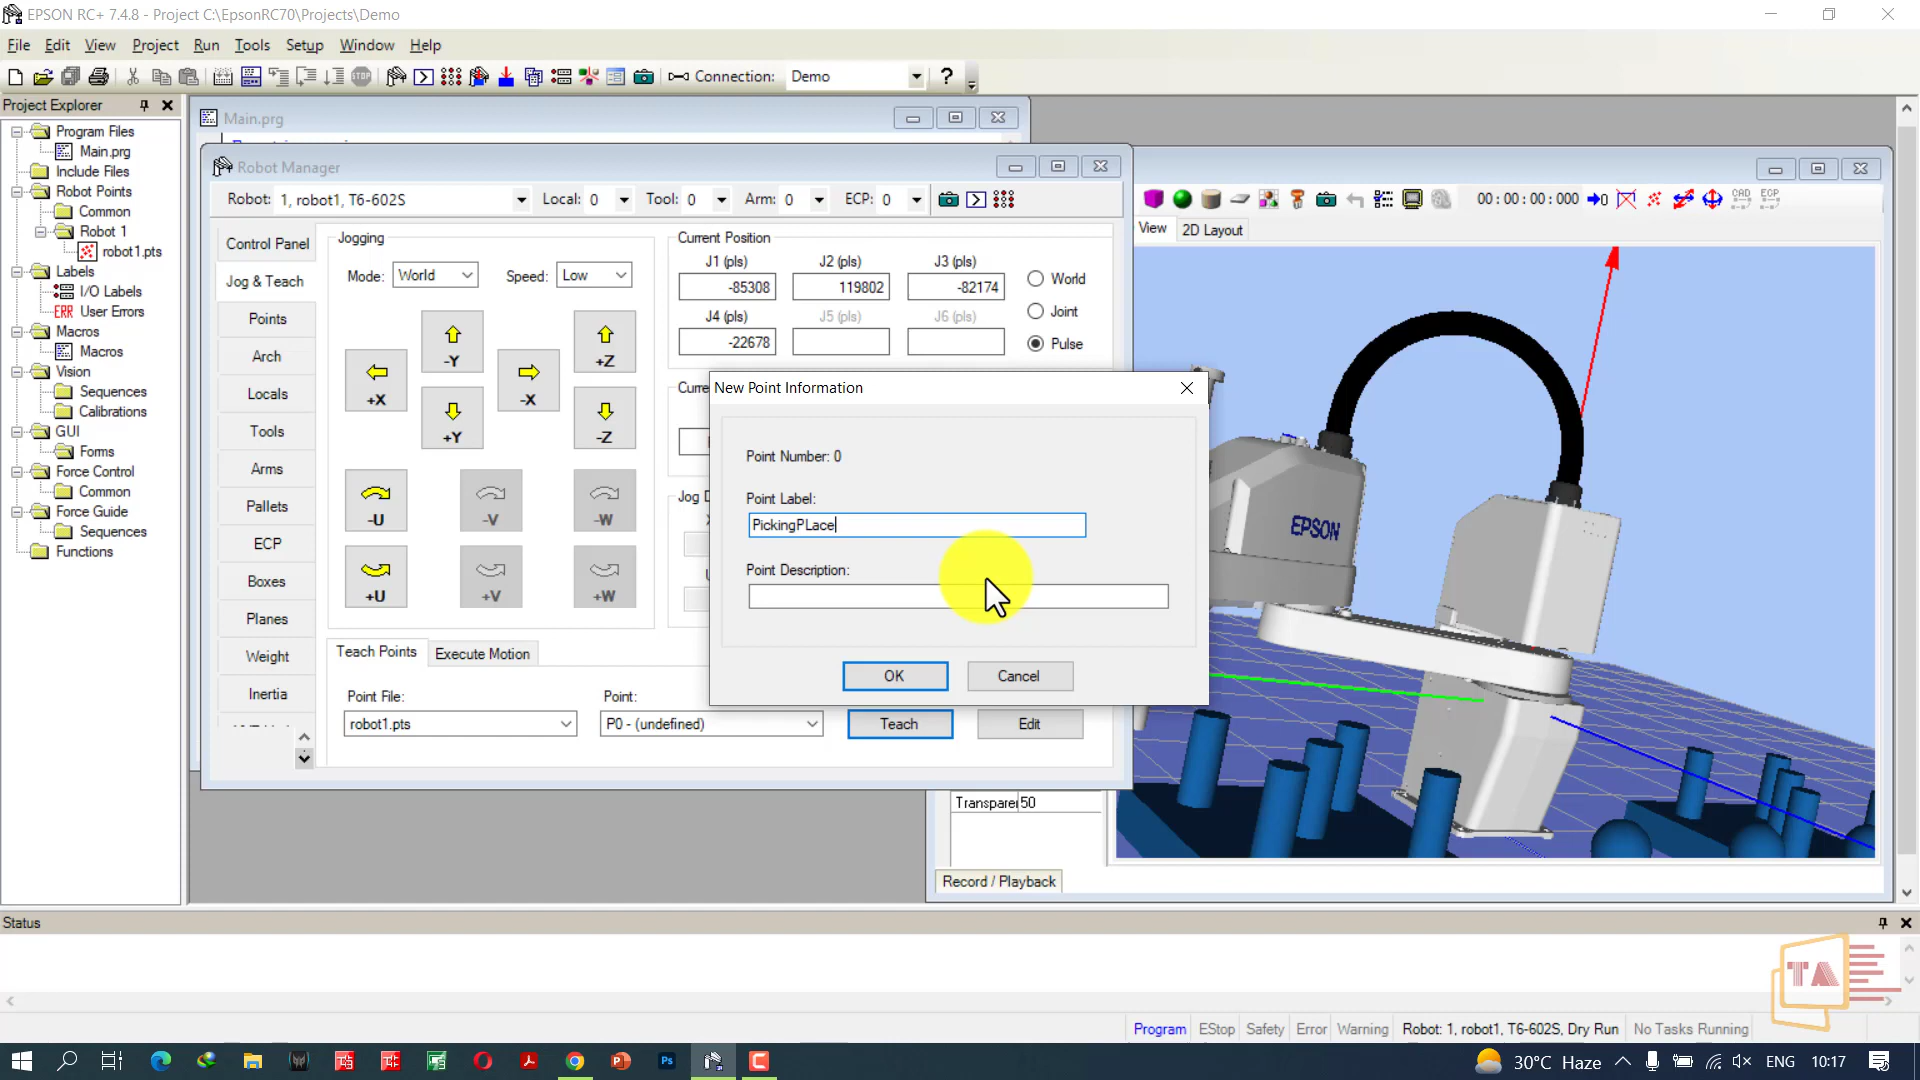 EPSON RC+ 7.4.8 - Project C:\EpsonRC70\Projects\Demo
File Edit View Project Run Tools Setup Window Help
Connection: Demo ?
Project Explorer
Program Files
Main.prg
Include Files
Robot Points
Common
Robot 1
robot1.pts
Labels
I/O Labels
ERR User Errors
Macros
Macros
Vision
Sequences
Calibrations
GUI
Forms
Force Control
Common
Force Guide
Sequences
Functions
Main.prg
Robot Manager
Robot: 1, robot1, T6-602S Local: 0 Tool: 0 Arm: 0 ECP: 0
Control Panel
Jog & Teach
Points
Arch
Locals
Tools
Arms
Pallets
ECP
Boxes
Planes
Weight
Inertia
Jogging
Mode: World Speed: Low
+X
-Y
+Y
-X
+Z
-Z
-U -V -W
+U +V +W
Current Position
J1 (pls) J2 (pls) J3 (pls)
-85308 119802 -82174
J4 (pls) J5 (pls) J6 (pls)
-22678
World
Joint
Pulse
Teach Points Execute Motion
Point File: Point:
robot1.pts P0 - (undefined) Teach Edit
New Point Information
Point Number: 0
Point Label:
PickingPLace
Point Description:
OK Cancel
00:00:00:000 CAD ECP
View 2D Layout
EPSON
50
Record / Playback
Status
TA
Program EStop Safety Error Warning Robot: 1, robot1, T6-602S, Dry Run No Tasks Running
Ps
30°C Haze ENG 10:17